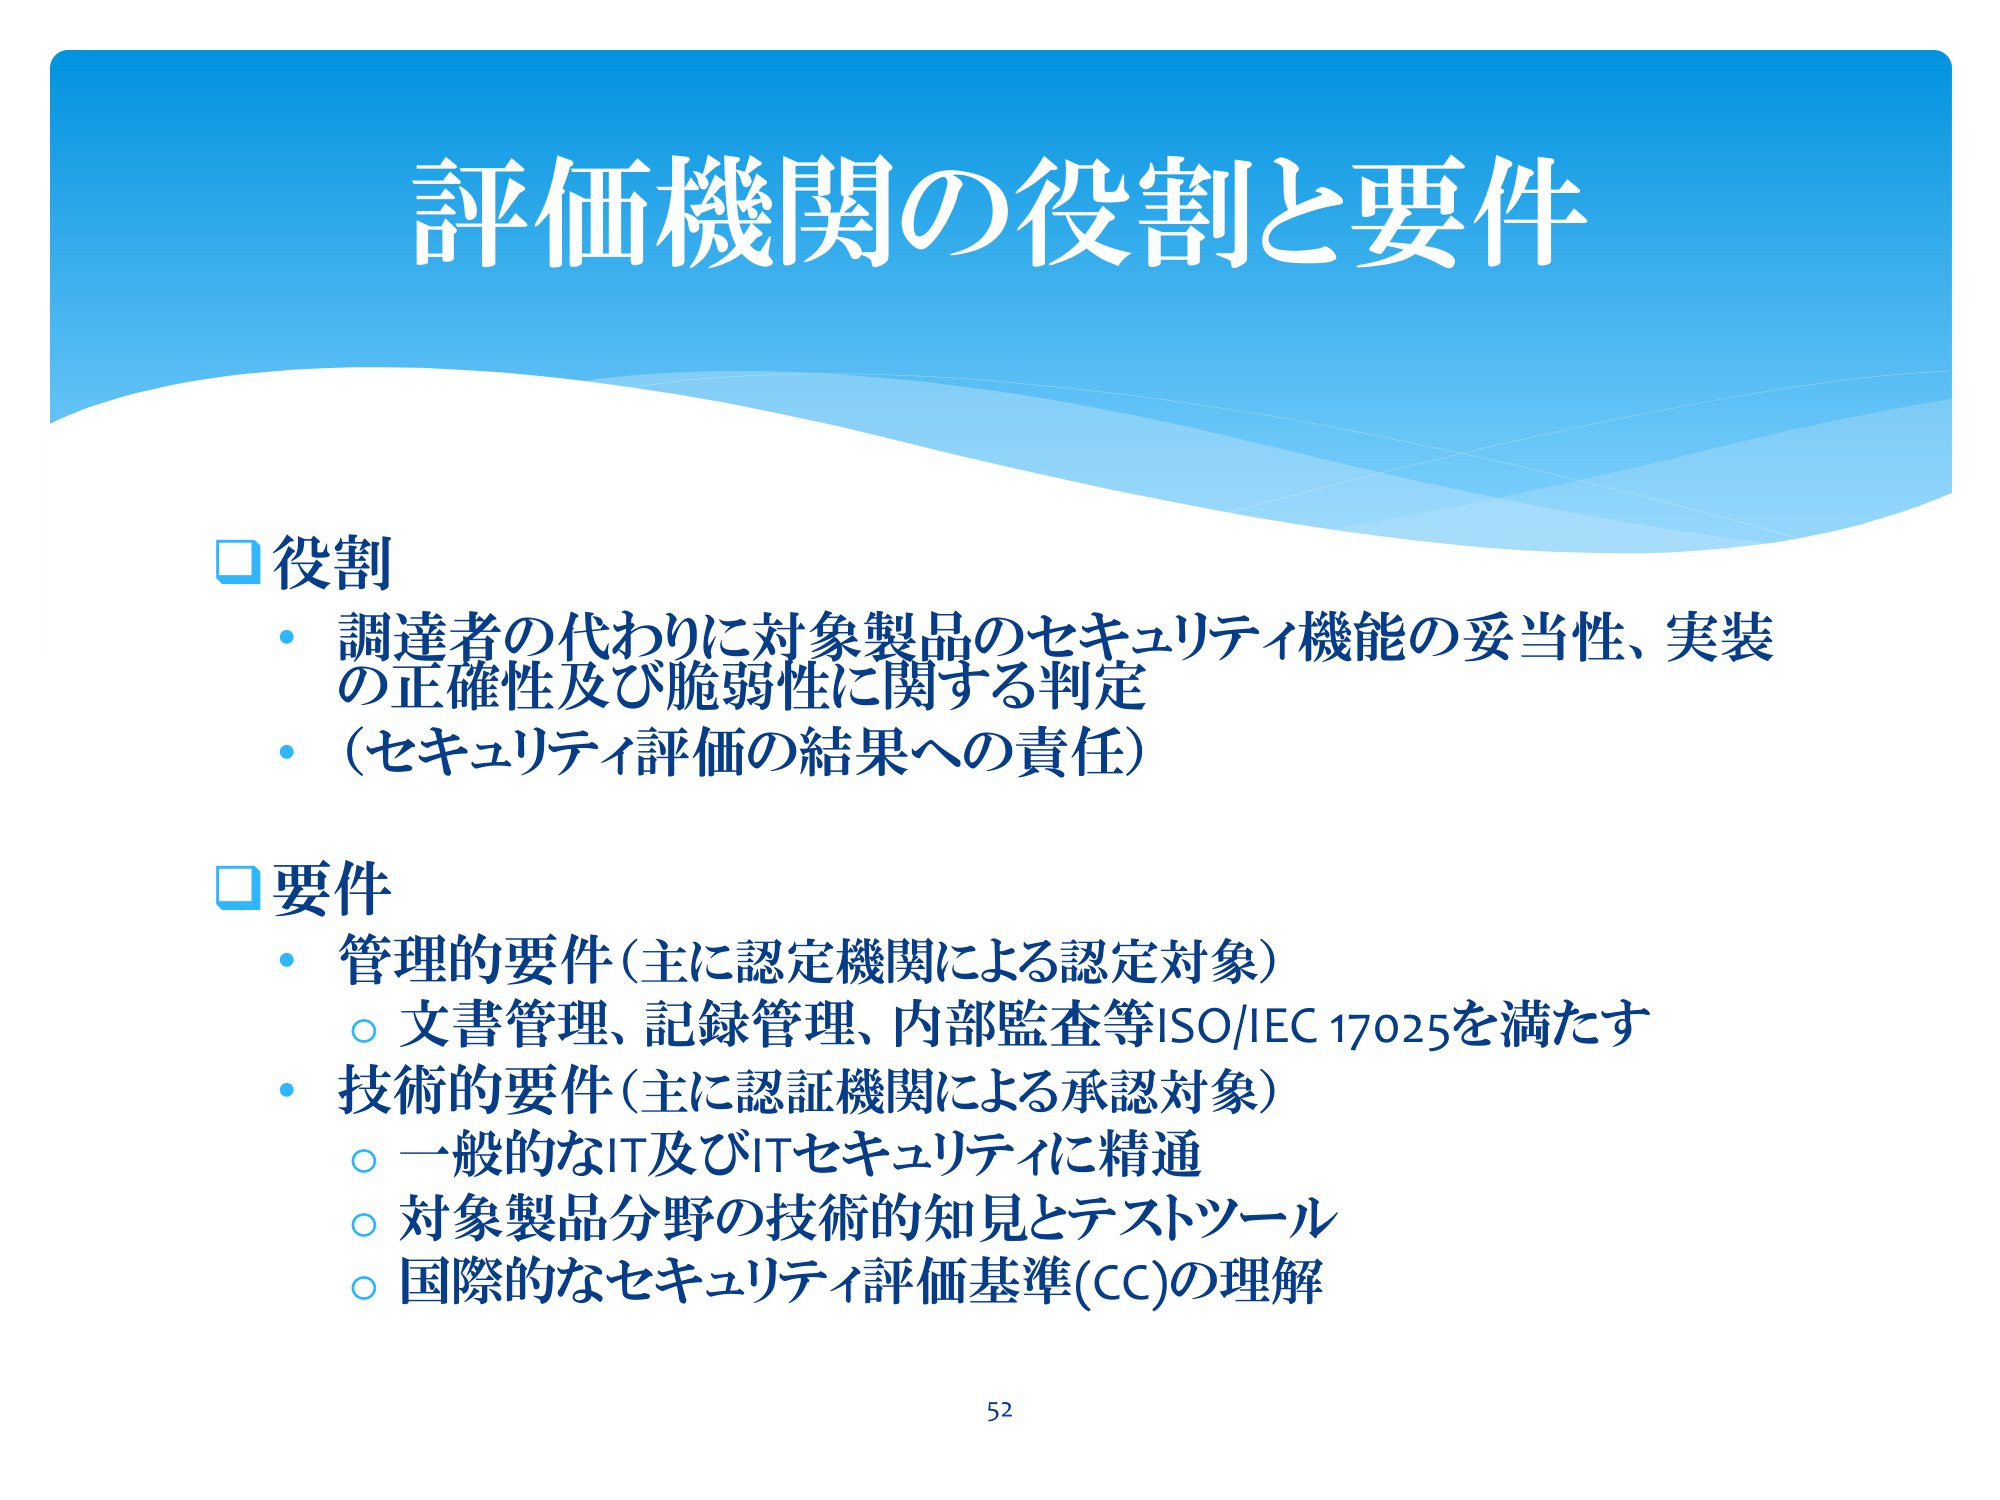 評価機関の役割と要件
❑役割
• 調達者の代わりに対象製品のセキュリティ機能の妥当性、実装
の正確性及び脆弱性に関する判定
• （セキュリティ評価の結果への責任）
❑要件
• 管理的要件（主に認定機関による認定対象）
○ 文書管理、記録管理、内部監査等ISO/IEC 17025を満たす
• 技術的要件（主に認証機関による承認対象）
○ 一般的なIT及びITセキュリティに精通
○ 対象製品分野の技術的知見とテストツール
○ 国際的なセキュリティ評価基準(CC)の理解
52